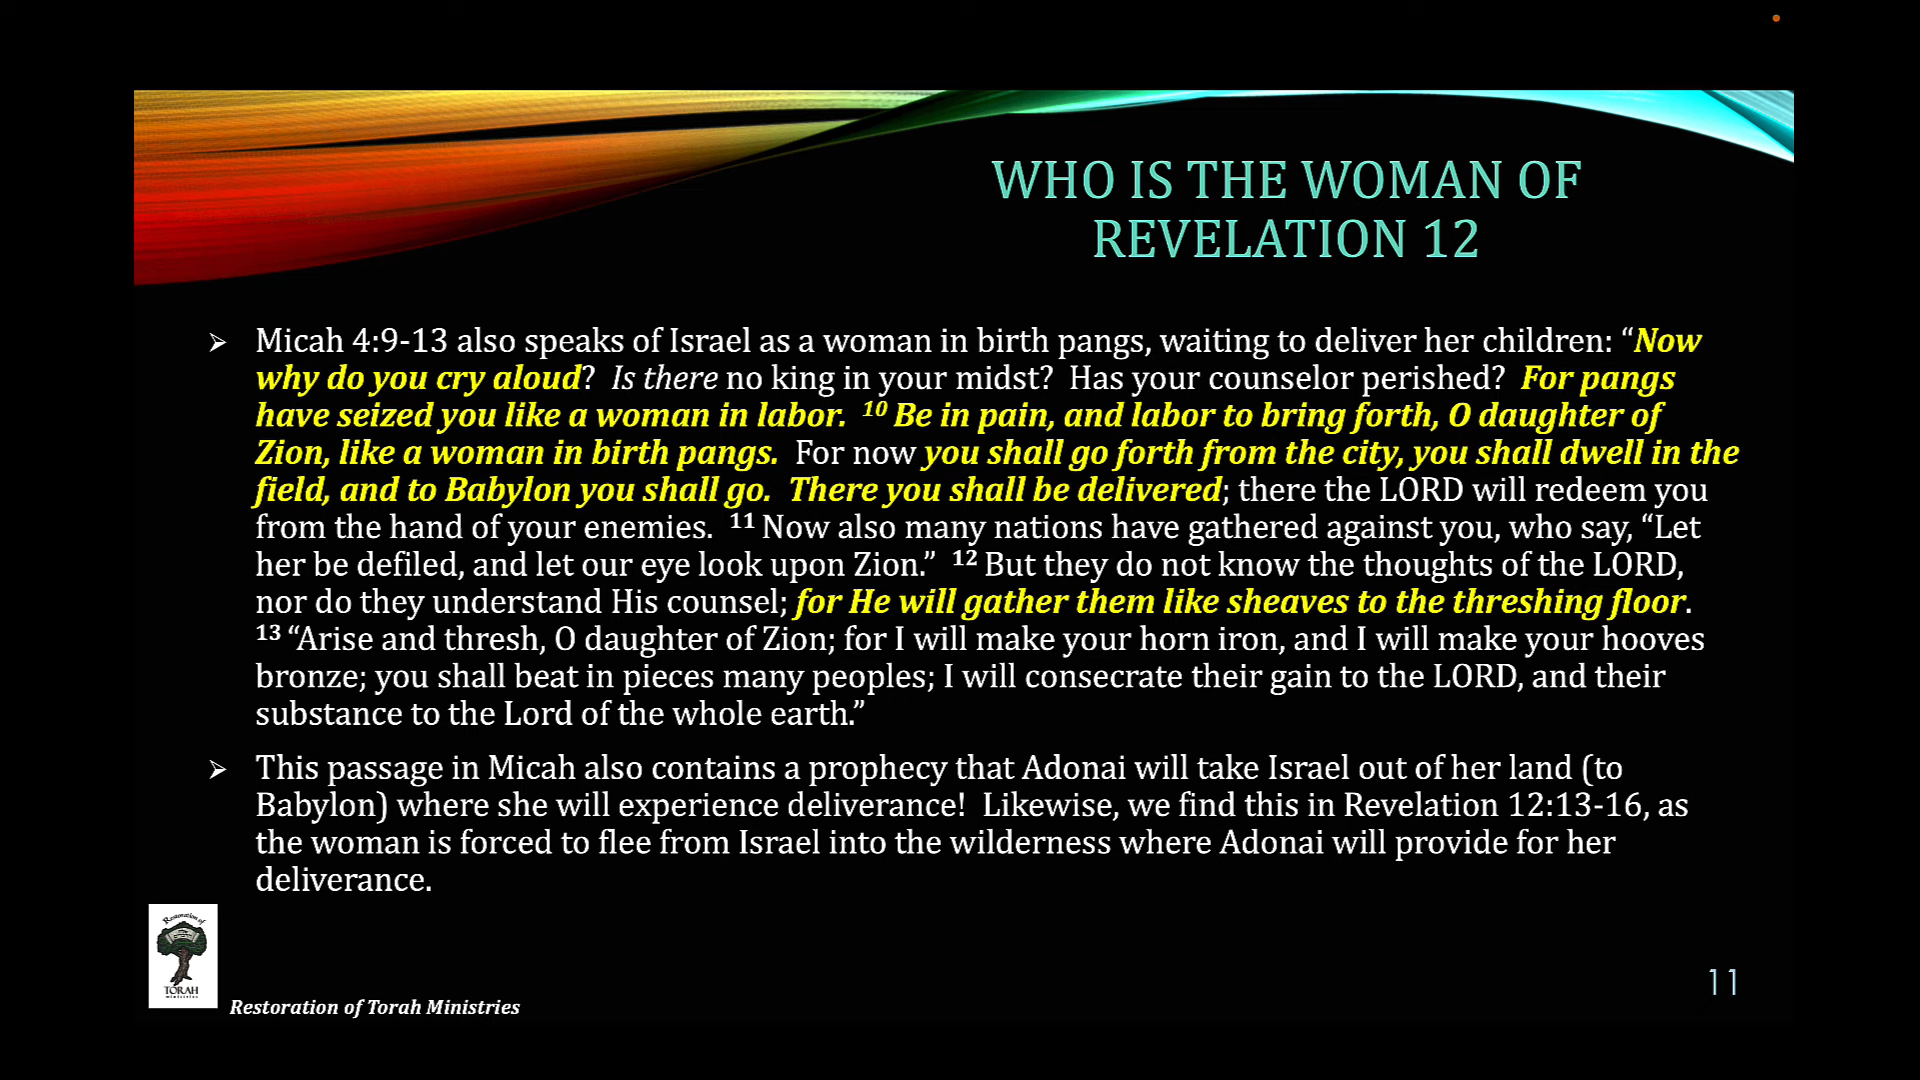 WHO IS THE WOMAN OF
REVELATION 12
➢ Micah 4:9-13 also speaks of Israel as a woman in birth pangs, waiting to deliver her children: “Now
why do you cry aloud? Is there no king in your midst? Has your counselor perished? For pangs
have seized you like a woman in labor. 10 Be in pain, and labor to bring forth, O daughter of
Zion, like a woman in birth pangs. For now you shall go forth from the city, you shall dwell in the
field, and to Babylon you shall go. There you shall be delivered; there the LORD will redeem you
from the hand of your enemies. 11 Now also many nations have gathered against you, who say, “Let
her be defiled, and let our eye look upon Zion.” 12 But they do not know the thoughts of the LORD,
nor do they understand His counsel; for He will gather them like sheaves to the threshing floor.
13 “Arise and thresh, O daughter of Zion; for I will make your horn iron, and I will make your hooves
bronze; you shall beat in pieces many peoples; I will consecrate their gain to the LORD, and their
substance to the Lord of the whole earth.”
➢ This passage in Micah also contains a prophecy that Adonai will take Israel out of her land (to
Babylon) where she will experience deliverance! Likewise, we find this in Revelation 12:13-16, as
the woman is forced to flee from Israel into the wilderness where Adonai will provide for her
deliverance.
Restoration of
TORAH
ministries
Restoration of Torah Ministries
11